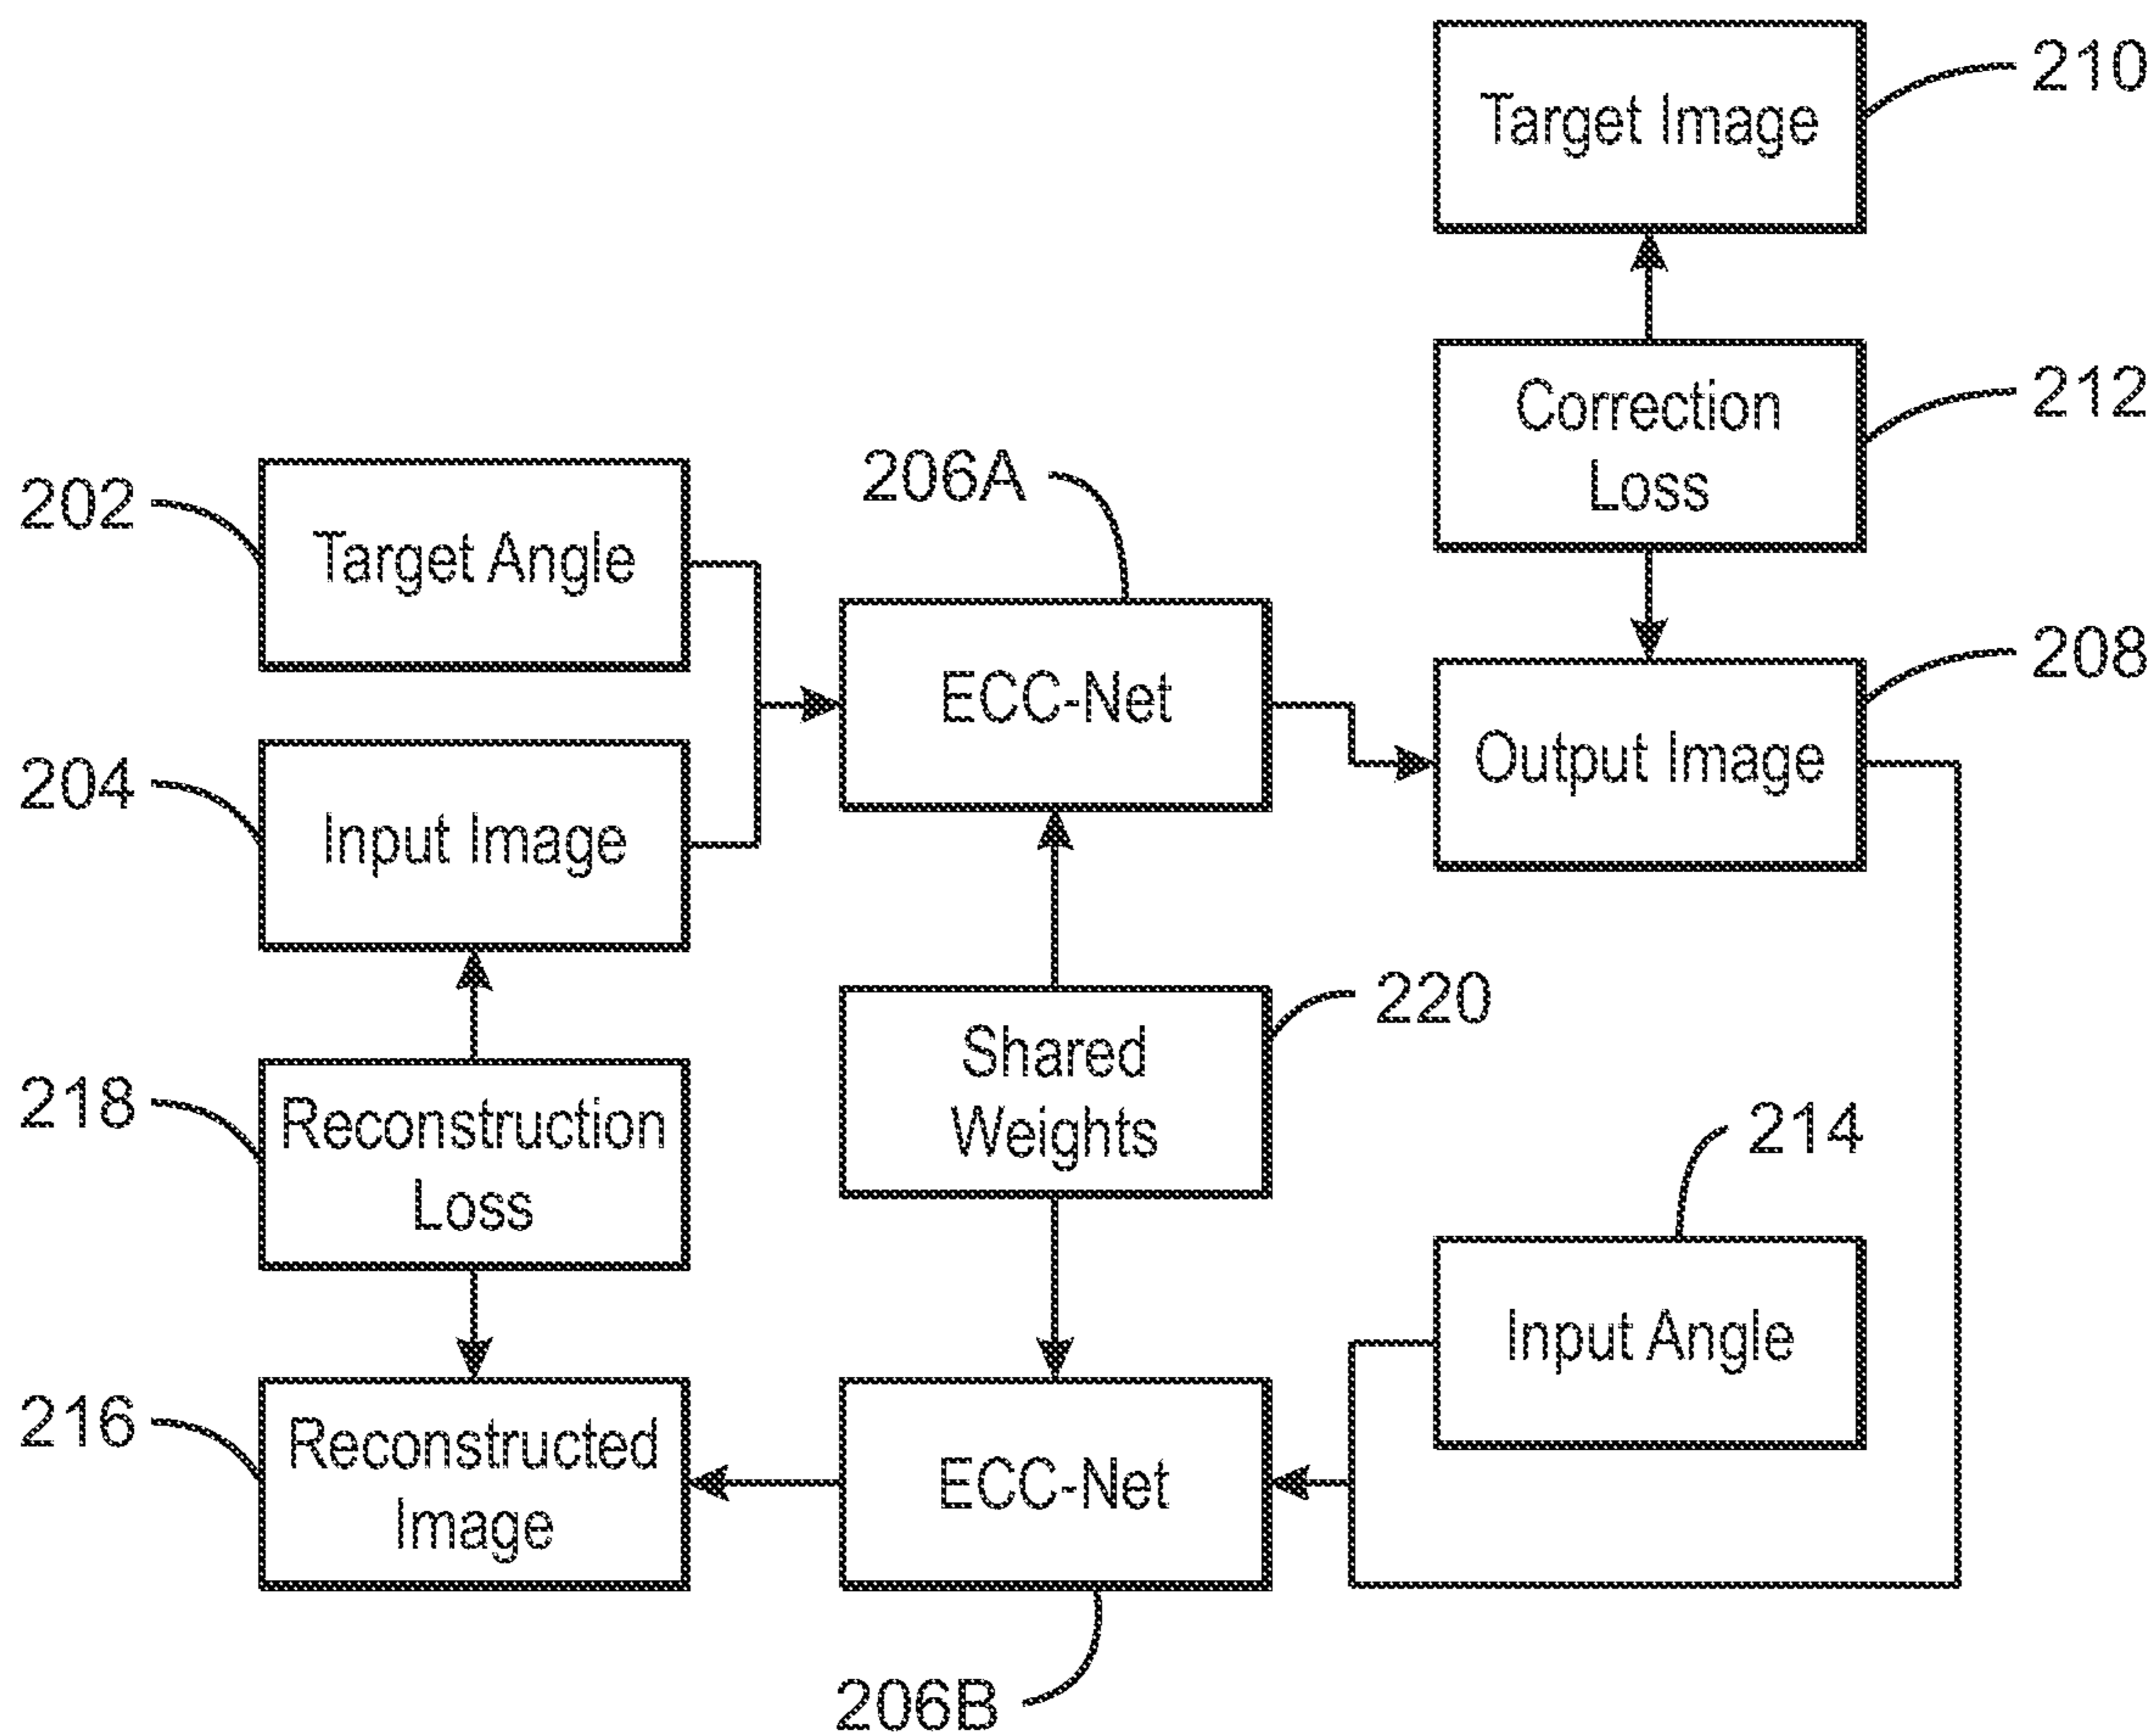 210
Target Image
212
Correction
Loss
206A
202
Target Angle
208
ECC-Net
Output Image
204
Input Image
220
Shared
Weights
218
Reconstruction
Loss
214
Input Angle
216
Reconstructed
Image
ECC-Net
206B